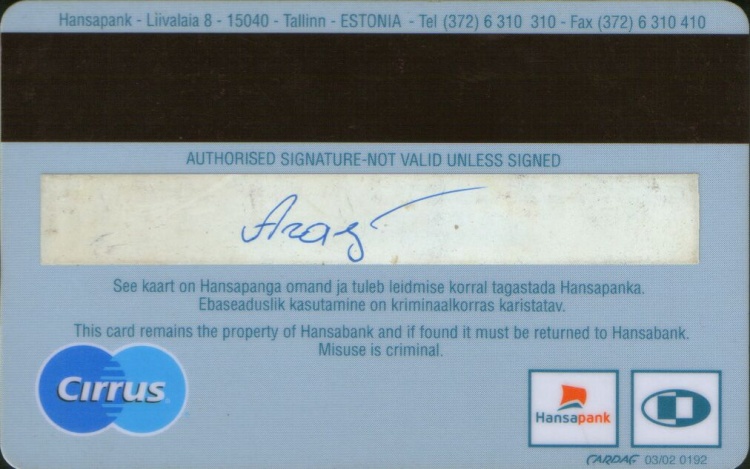 Hansapank - Liivalaia 8 - 15040 - Tallinn - ESTONIA - Tel (372) 6 310 310 - Fax (372) 6 310 410
AUTHORISED SIGNATURE-NOT VALID UNLESS SIGNED
See kaart on Hansapanga omand ja tuleb leidmise korral tagastada Hansapanka.
Ebaseaduslik kasutamine on kriminaalkorras karistatav.
This card remains the property of Hansabank and if found it must be returned to Hansabank.
Misuse is criminal.
Cirrus
Hansapank
CARDAG 03/02 0192